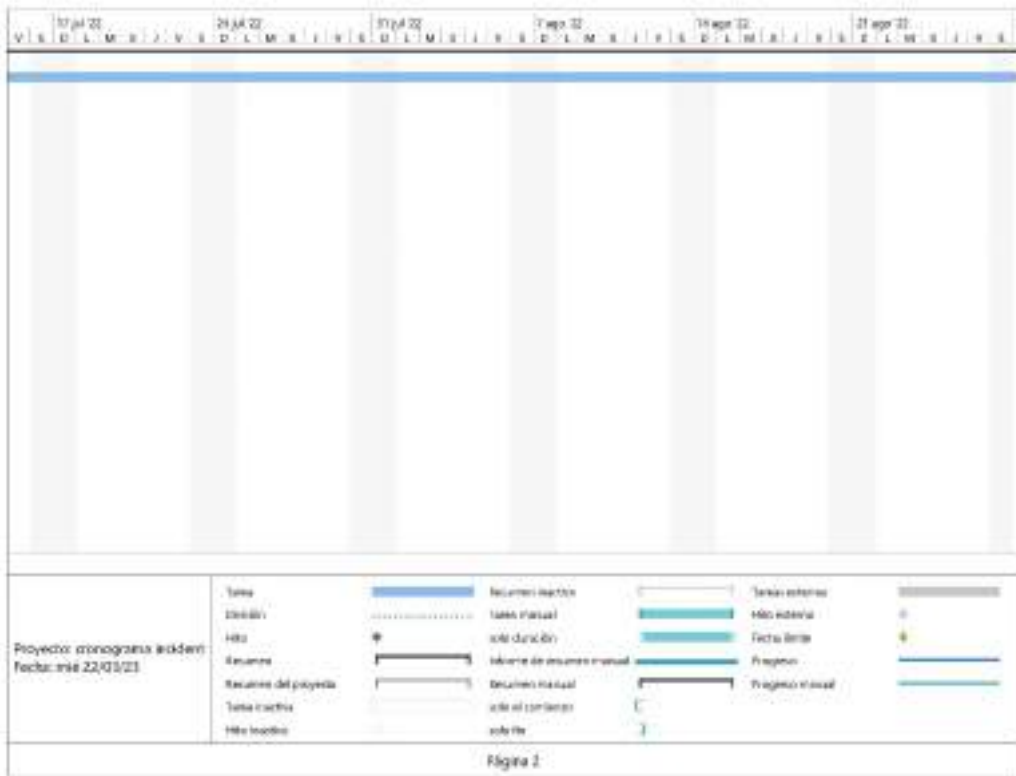 17 jul '22 24 jul '22 31 jul '22 7 ago '22 14 ago '22 21 ago '22
Tarea
División
Hito
Resumen
Resumen del proyecto
Tarea inactiva
Hito inactivo
Resumen inactivo
Tarea manual
solo duración
Informe de resumen manual
Resumen manual
solo el comienzo
solo fin
Tareas externas
Hito externo
Fecha límite
Progreso
Progreso manual
Proyecto: cronograma
Fecha: mié 22/03/23
Página 2